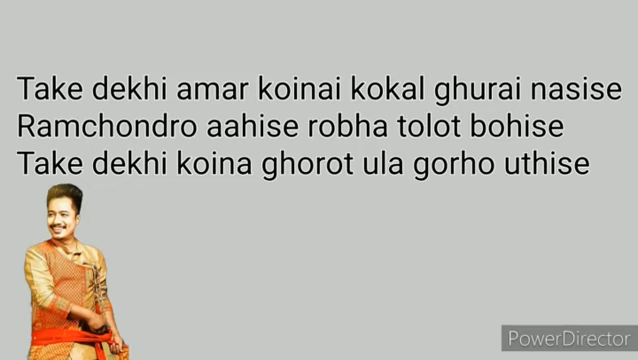 Take dekhi amar koinai kokal ghurai nasise
Ramchondro aahise robha tolot bohise
Take dekhi koina ghorot ula gorho uthise
PowerDirector